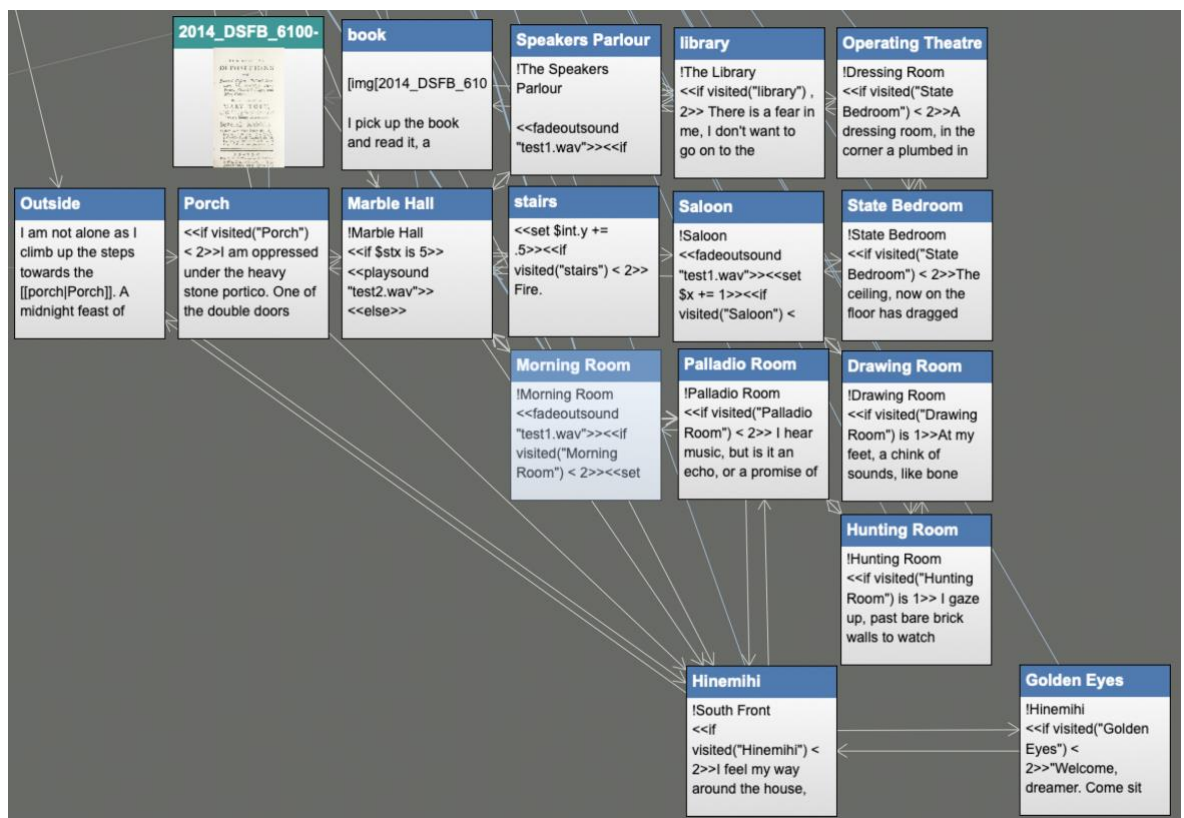 2014_DSFB_6100-
book
[img[2014_DSFB_610
I pick up the book
and read it, a
Speakers Parlour
!The Speakers
Parlour
<<fadeoutsound
"test1.wav">><<if
library
!The Library
<<if visited("library") ,
2>> There is a fear in
me, I don't want to
go on to the
Operating Theatre
!Dressing Room
<<if visited("State
Bedroom") < 2>>A
dressing room, in the
corner a plumbed in
Outside
I am not alone as I
climb up the steps
towards the
[[porch|Porch]]. A
midnight feast of
Porch
<<if visited("Porch")
< 2>>I am oppressed
under the heavy
stone portico. One of
the double doors
Marble Hall
!Marble Hall
<<if $stx is 5>>
<<playsound
"test2.wav">>
<<else>>
stairs
<<set $int.y +=
.5>><<if
visited("stairs") < 2>>
Fire.
Saloon
!Saloon
<<fadeoutsound
"test1.wav">><<set
$x += 1>><<if
visited("Saloon") <
State Bedroom
!State Bedroom
<<if visited("State
Bedroom") < 2>>The
ceiling, now on the
floor has dragged
Morning Room
!Morning Room
<<fadeoutsound
"test1.wav">><<if
visited("Morning
Room") < 2>><<set
Palladio Room
!Palladio Room
<<if visited("Palladio
Room") < 2>> I hear
music, but is it an
echo, or a promise of
Drawing Room
!Drawing Room
<<if visited("Drawing
Room") is 1>>At my
feet, a chink of
sounds, like bone
Hunting Room
!Hunting Room
<<if visited("Hunting
Room") is 1>> I gaze
up, past bare brick
walls to watch
Hinemihi
!South Front
<<if
visited("Hinemihi") <
2>>I feel my way
around the house,
Golden Eyes
!Hinemihi
<<if visited("Golden
Eyes") <
2>>"Welcome,
dreamer. Come sit